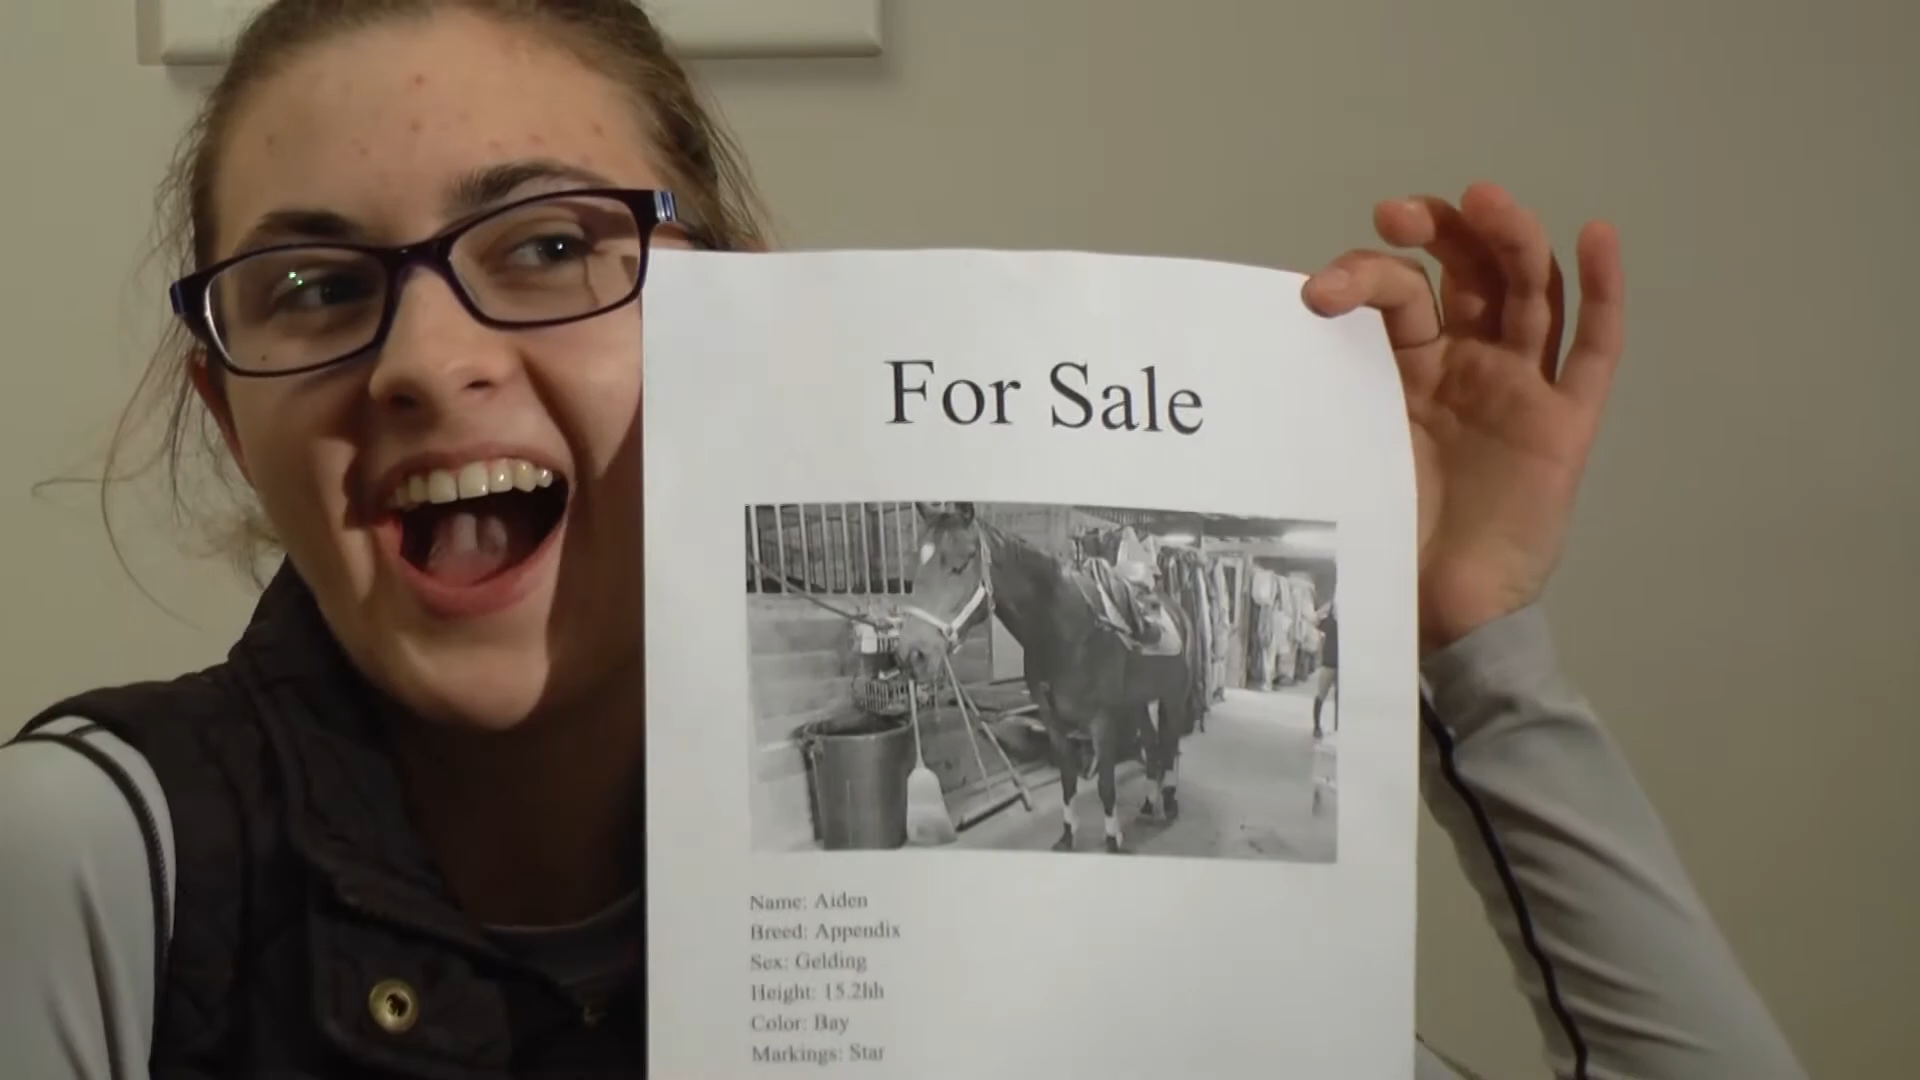 For Sale
Name: Aiden
Breed: Appendix
Sex: Gelding
Height: 15.2hh
Color: Bay
Markings: Star